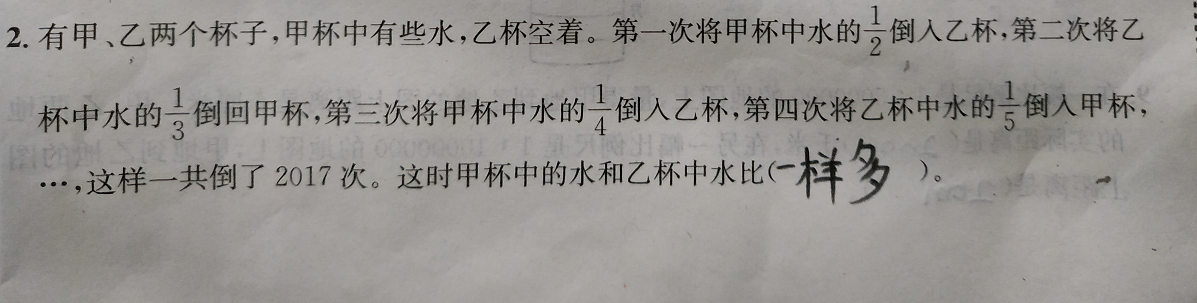 2. 有甲、乙两个杯子,甲杯中有些水,乙杯空着。第一次将甲杯中水的1/2倒入乙杯,第二次将乙
杯中水的1/3倒回甲杯,第三次将甲杯中水的1/4倒入乙杯,第四次将乙杯中水的1/5倒入甲杯,
…,这样一共倒了2017次。这时甲杯中的水和乙杯中水比(一样多)。